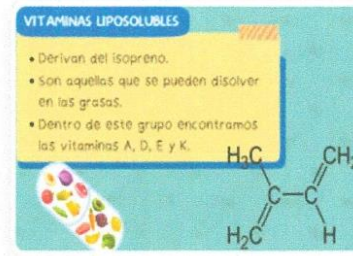 VITAMINAS LIPOSOLUBLES
• Derivan del isopreno.
• Son aquellas que se pueden disolver
en las grasas.
• Dentro de este grupo encontramos
las vitaminas A, D, E y K.
H₃C CH₂
C C
H₂C H